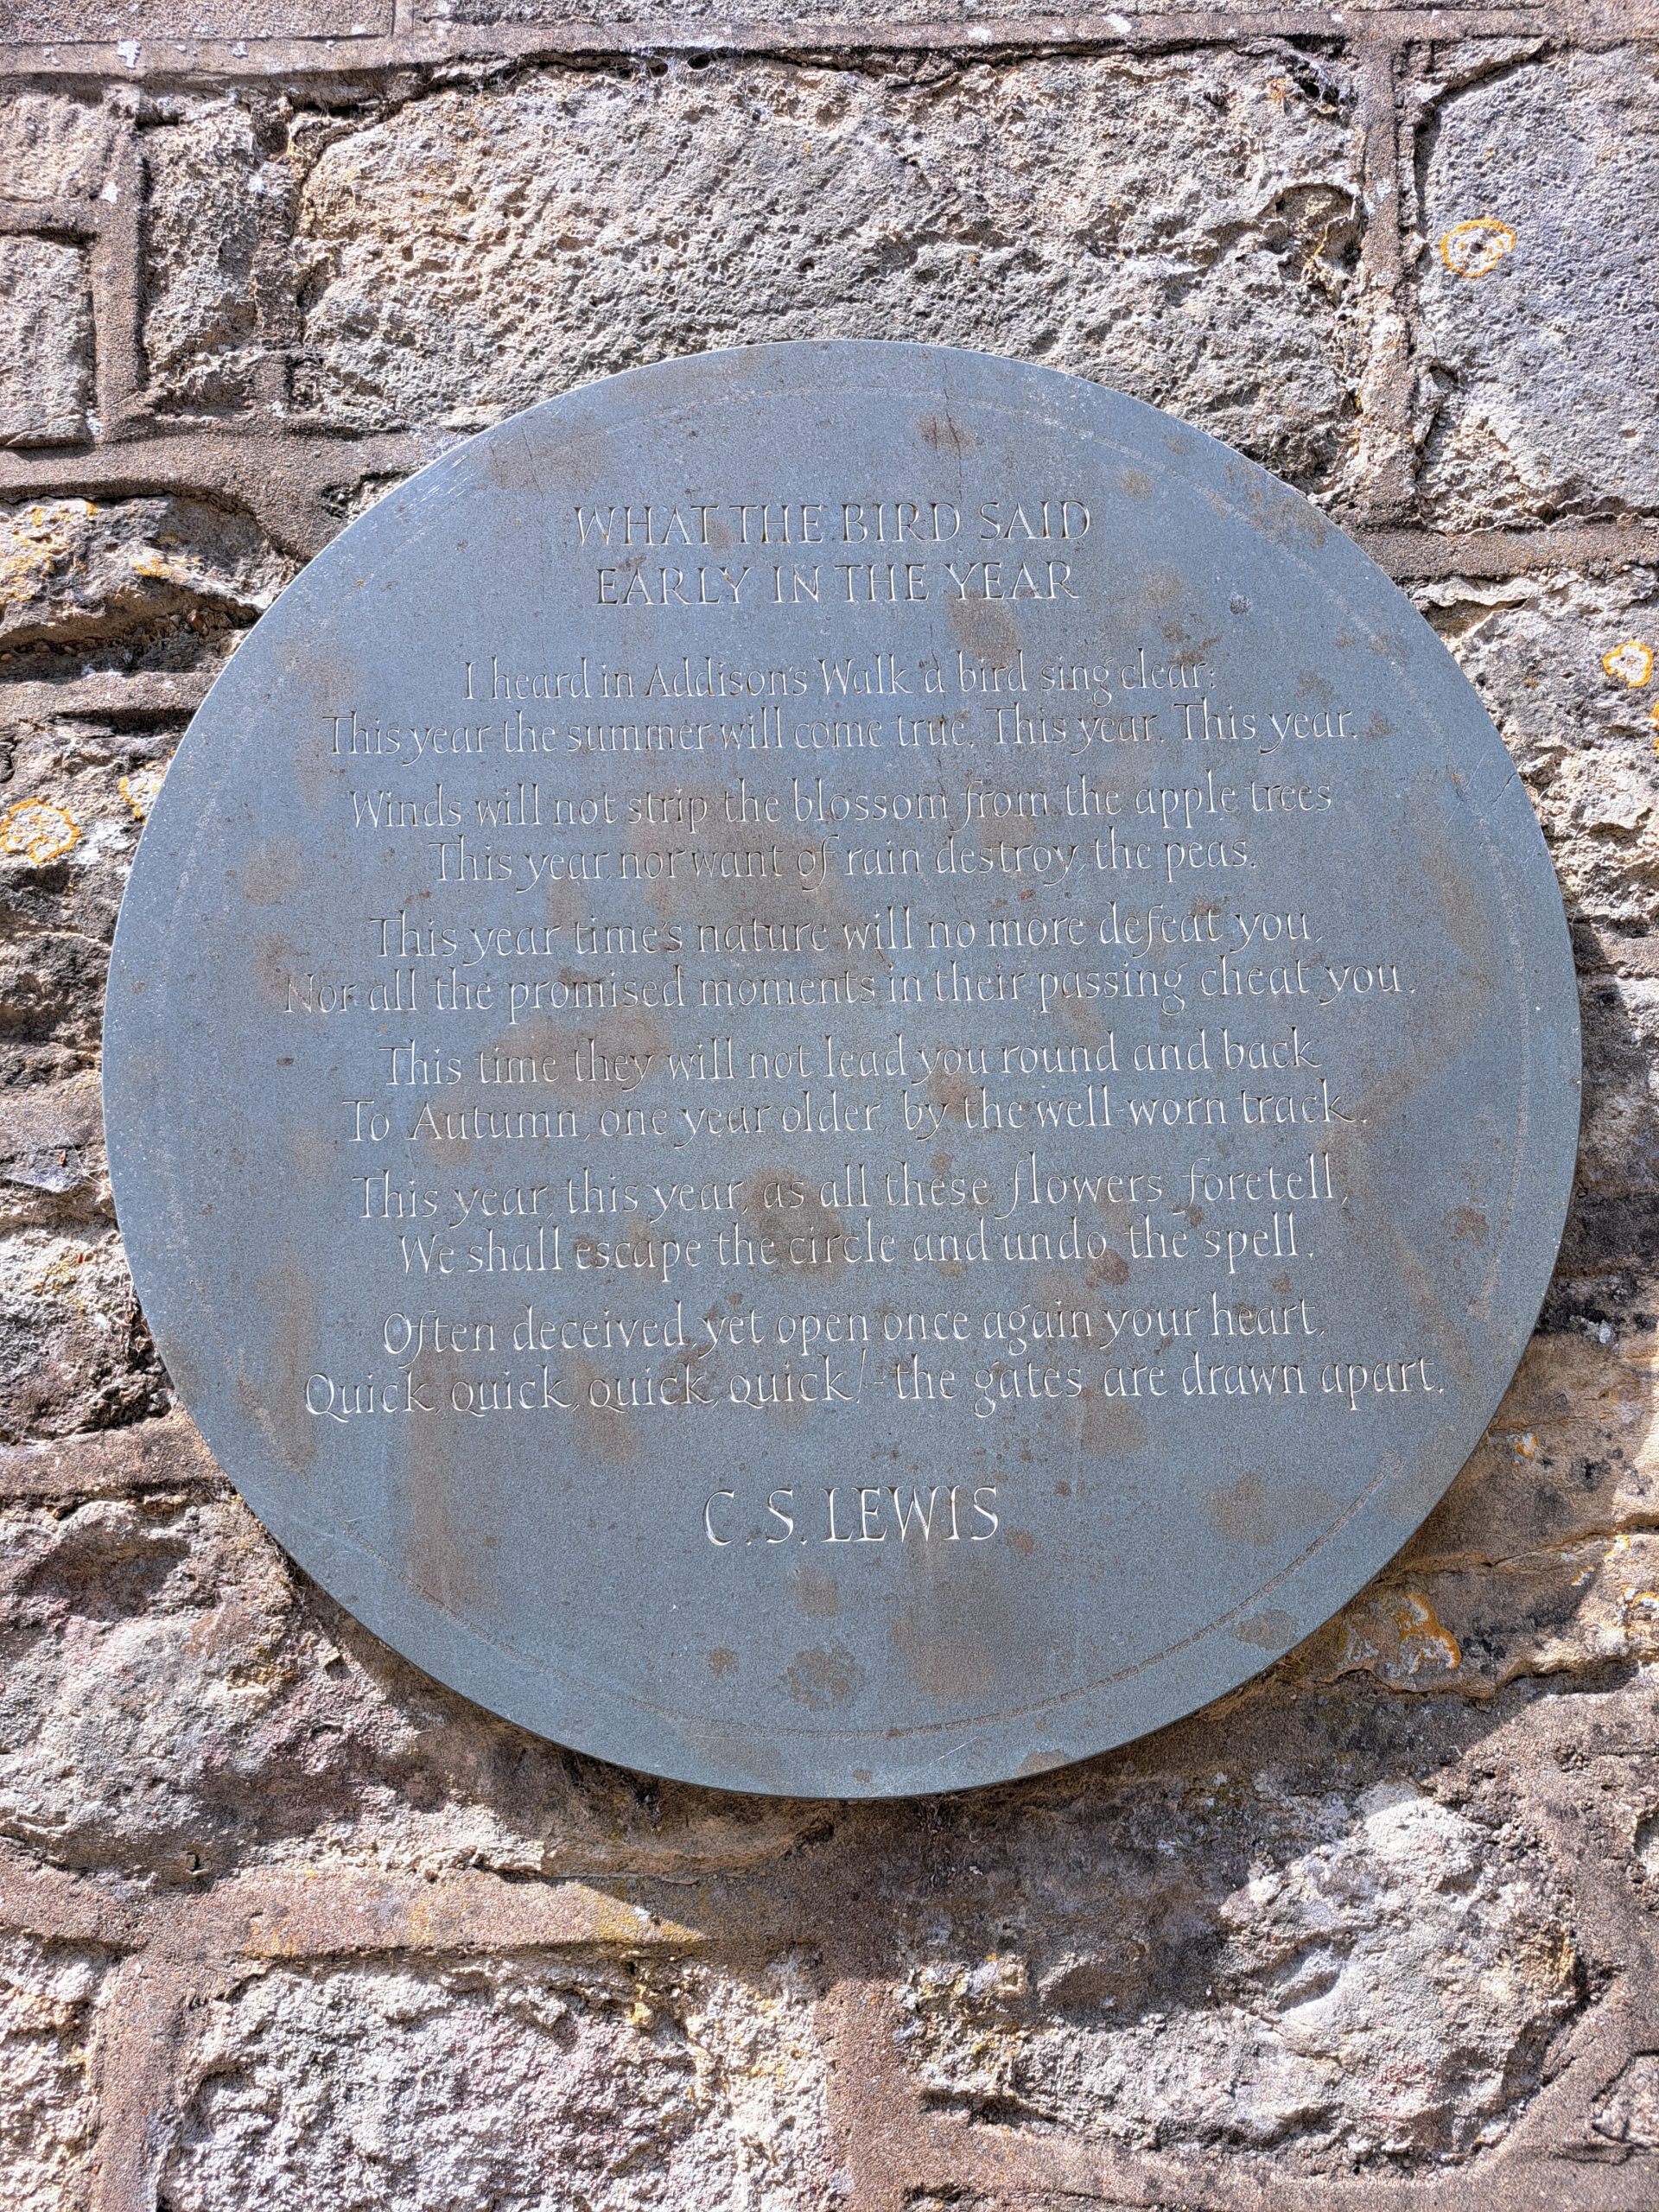 WHAT THE BIRD SAID
EARLY IN THE YEAR
I heard in Addison's Walk a bird sing clear:
This year the summer will come true. This year. This year.
Winds will not strip the blossom from the apple trees
This year, nor want of rain destroy the peas.
This year time's nature will no more defeat you,
Nor all the promised moments in their passing cheat you.
This time they will not lead you round and back
To Autumn, one year older, by the well-worn track.
This year, this year, as all these flowers foretell,
We shall escape the circle and undo the spell.
Often deceived, yet open once again your heart,
Quick, quick, quick, quick! - the gates are drawn apart.
C. S. LEWIS